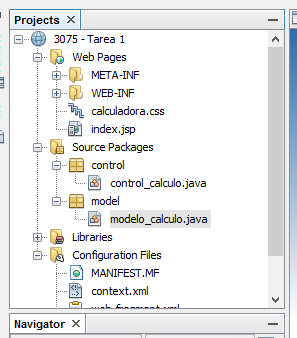 Projects
3075 - Tarea 1
Web Pages
META-INF
WEB-INF
calculadora.css
index.jsp
Source Packages
control
control_calculo.java
model
modelo_calculo.java
Libraries
Configuration Files
MANIFEST.MF
context.xml
web-fragment.xml
Navigator